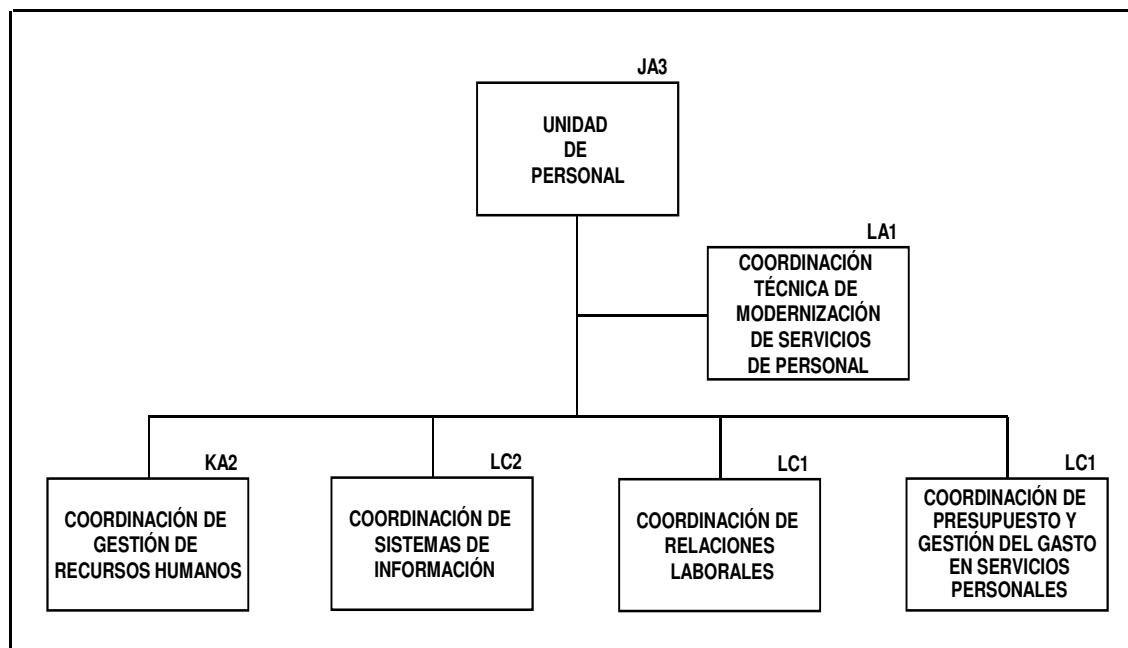 JA3
UNIDAD
DE
PERSONAL
LA1
COORDINACIÓN
TÉCNICA DE
MODERNIZACIÓN
DE SERVICIOS
DE PERSONAL
KA2
COORDINACIÓN DE
GESTIÓN DE
RECURSOS HUMANOS
LC2
COORDINACIÓN DE
SISTEMAS DE
INFORMACIÓN
LC1
COORDINACIÓN DE
RELACIONES
LABORALES
LC1
COORDINACIÓN DE
PRESUPUESTO Y
GESTIÓN DEL GASTO
EN SERVICIOS
PERSONALES